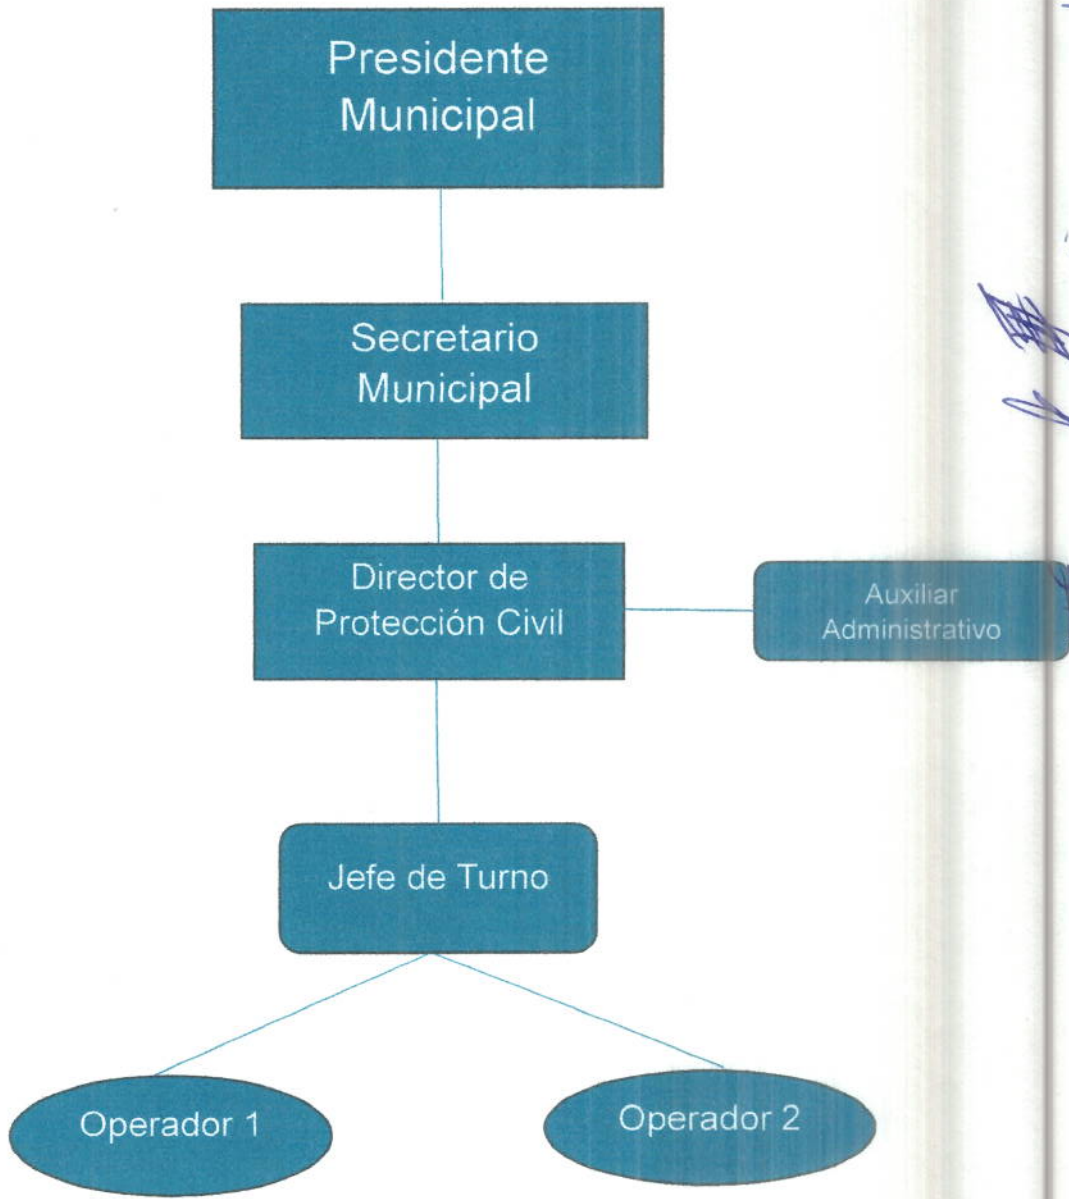 Presidente
Municipal
Secretario
Municipal
Director de
Protección Civil
Auxiliar
Administrativo
Jefe de Turno
Operador 1
Operador 2